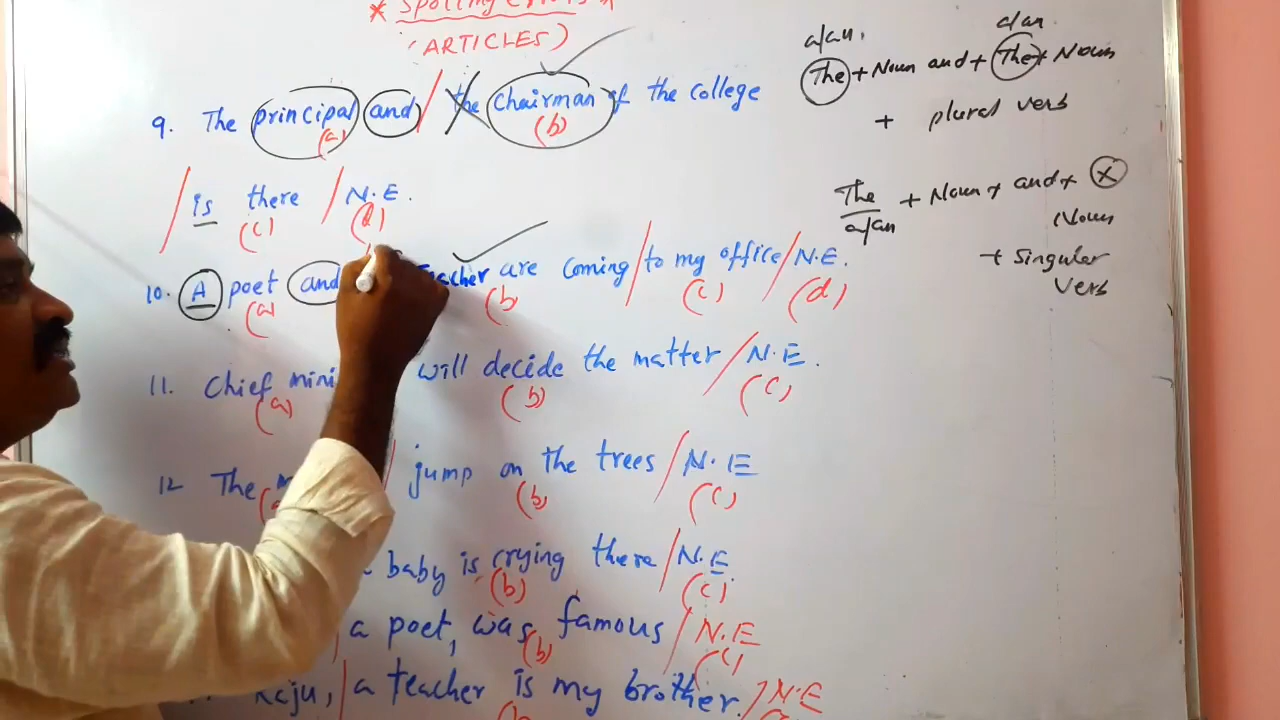 * Spotting Errors *
(ARTICLES)
9. The principal and / the Chairman of the college
(a) (b)
/ is there / N.E.
(c) (d)
10. A poet and Teacher are coming / to my office / N.E.
(a) (b) (c) (d)
11. Chief will decide the matter / N.E.
(a) (b) (c)
12 The / jump on the trees / N.E
(a) (b) (c)
baby is crying there / N.E.
(b) (c)
a poet, was famous / N.E
(b) (c)
Raju, / a teacher is my brother. / N.E
a/an. a/an
The + Noun and + The + Noun
+ plural verb
The + Noun + and + X
a/an Noun
+ Singular
Verb